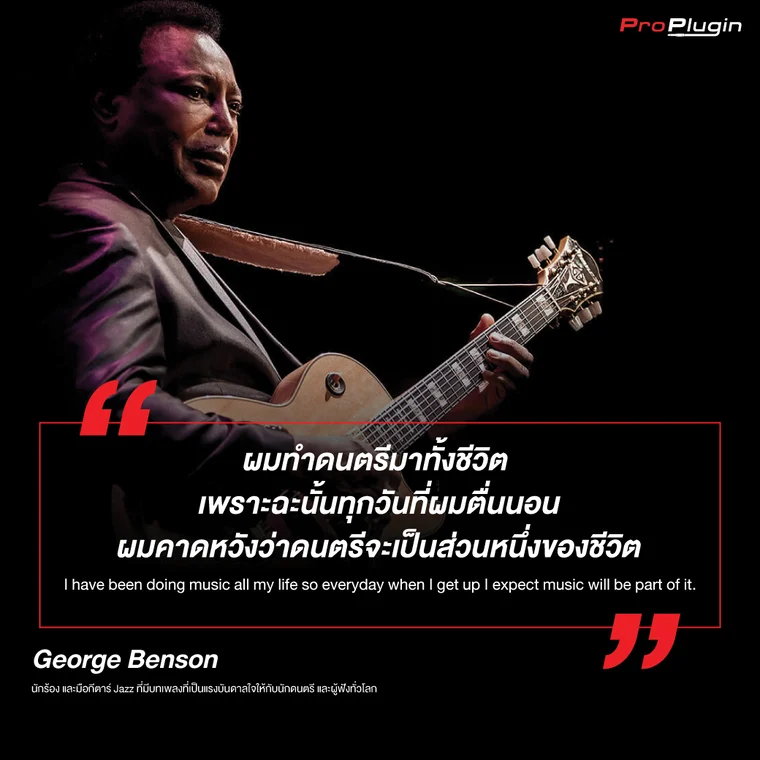 ProPlugin
ผมทำดนตรีมาทั้งชีวิต
เพราะฉะนั้นทุกวันที่ผมตื่นนอน
ผมคาดหวังว่าดนตรีจะเป็นส่วนหนึ่งของชีวิต
I have been doing music all my life so everyday when I get up I expect music will be part of it.
George Benson
นักร้อง และมือกีตาร์ Jazz ที่มีบทเพลงที่เป็นแรงบันดาลใจให้กับนักดนตรี และผู้ฟังทั่วโลก